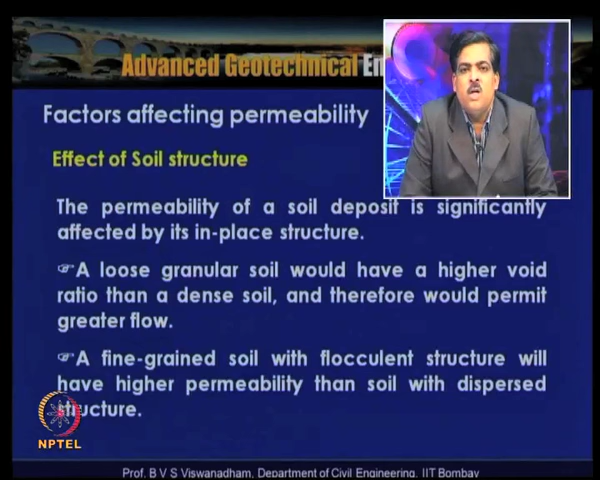 Advanced Geotechnical En
Factors affecting permeability
Effect of Soil structure
The permeability of a soil deposit is significantly
affected by its in-place structure.
☞A loose granular soil would have a higher void
ratio than a dense soil, and therefore would permit
greater flow.
☞A fine-grained soil with flocculent structure will
have higher permeability than soil with dispersed
structure.
NPTEL
Prof. B V S Viswanadham, Department of Civil Engineering, IIT Bombay